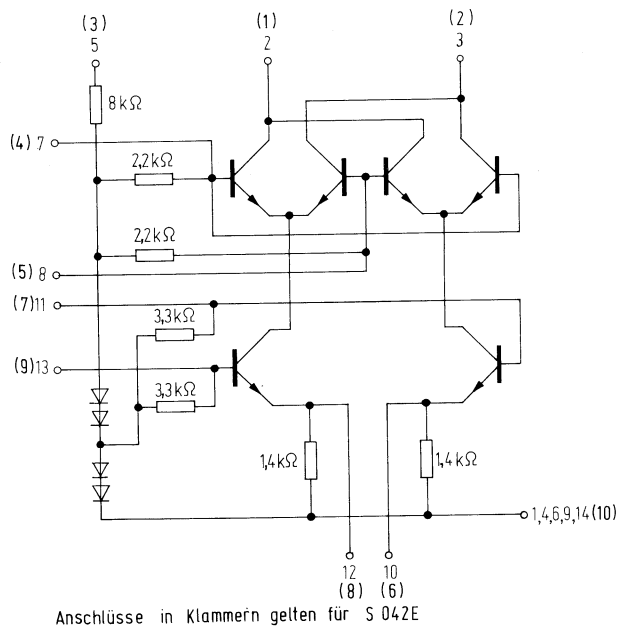 (3)
5
(1)
2
(2)
3
8kΩ
(4) 7
2,2kΩ
2,2kΩ
(5) 8
(7)11
3,3kΩ
(9)13
3,3kΩ
1,4kΩ
1,4kΩ
1,4,6,9,14(10)
12
(8)
10
(6)
Anschlüsse in Klammern gelten für S 042E